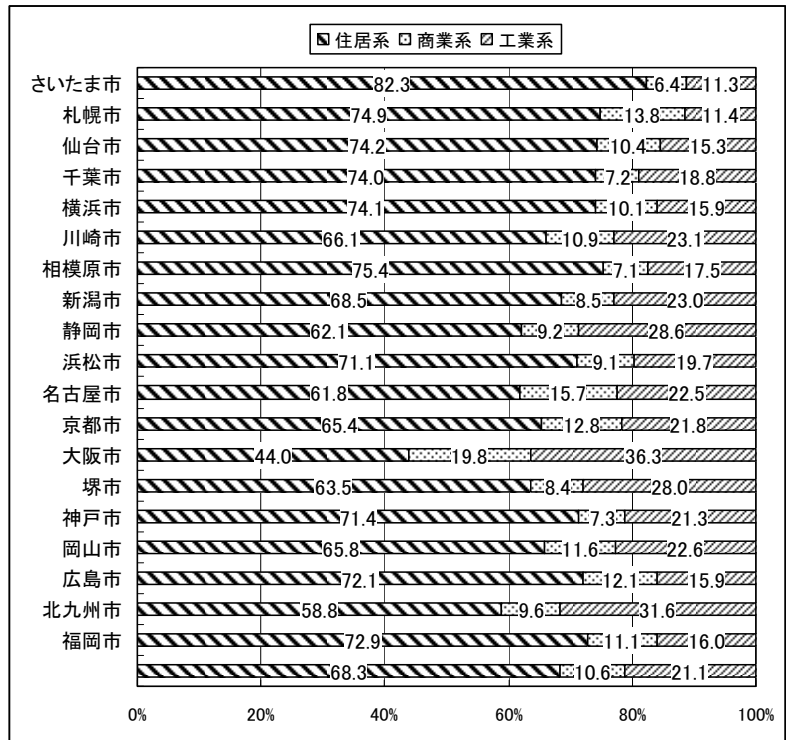 住居系 商業系 工業系
さいたま市 82.3 6.4 11.3
札幌市 74.9 13.8 11.4
仙台市 74.2 10.4 15.3
千葉市 74.0 7.2 18.8
横浜市 74.1 10.1 15.9
川崎市 66.1 10.9 23.1
相模原市 75.4 7.1 17.5
新潟市 68.5 8.5 23.0
静岡市 62.1 9.2 28.6
浜松市 71.1 9.1 19.7
名古屋市 61.8 15.7 22.5
京都市 65.4 12.8 21.8
大阪市 44.0 19.8 36.3
堺市 63.5 8.4 28.0
神戸市 71.4 7.3 21.3
岡山市 65.8 11.6 22.6
広島市 72.1 12.1 15.9
北九州市 58.8 9.6 31.6
福岡市 72.9 11.1 16.0
68.3 10.6 21.1
0% 20% 40% 60% 80% 100%